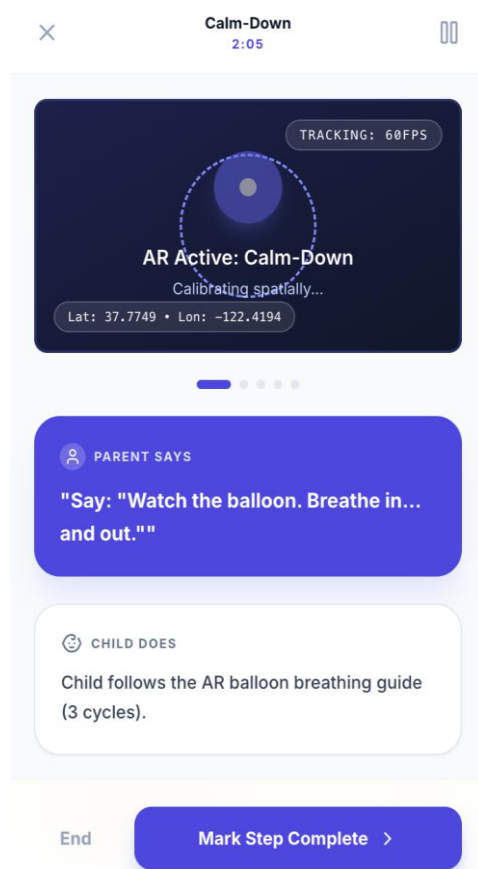 Calm-Down
2:05
TRACKING: 60FPS
AR Active: Calm-Down
Calibrating spatially...
Lat: 37.7749 • Lon: -122.4194
PARENT SAYS
"Say: "Watch the balloon. Breathe in...
and out.""
CHILD DOES
Child follows the AR balloon breathing guide
(3 cycles).
End
Mark Step Complete